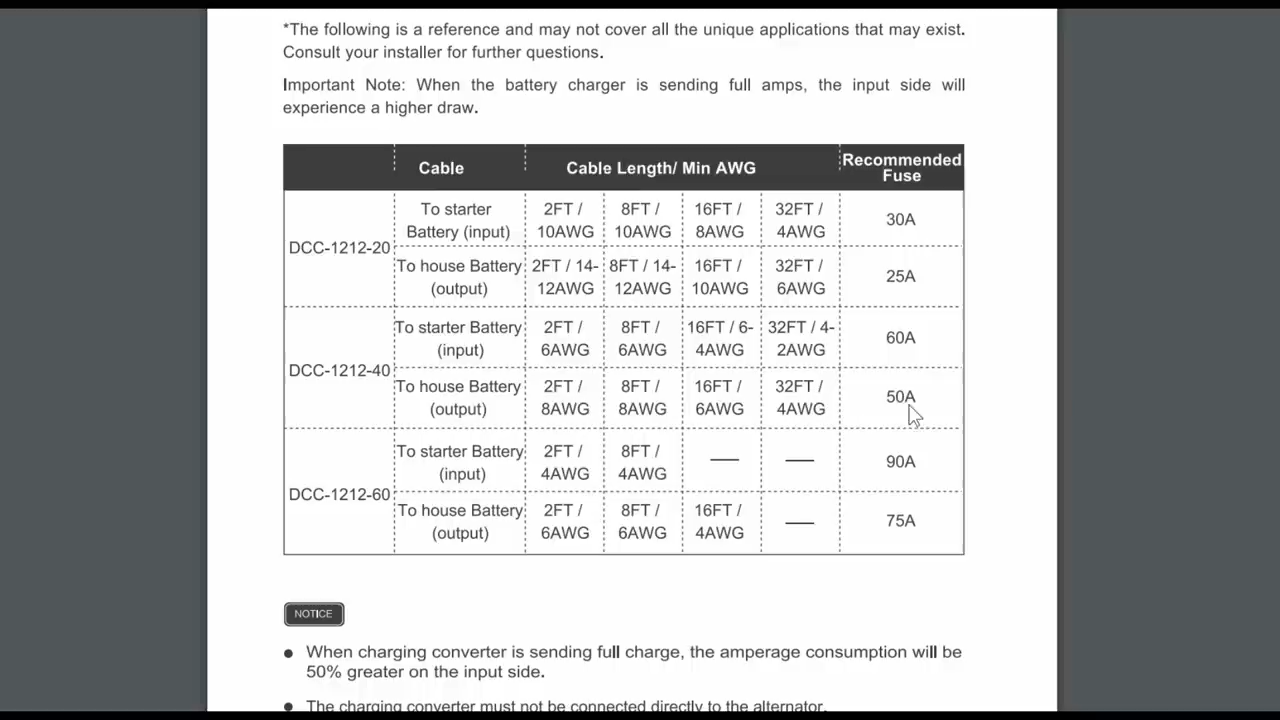 *The following is a reference and may not cover all the unique applications that may exist.
Consult your installer for further questions.
Important Note: When the battery charger is sending full amps, the input side will
experience a higher draw.
Cable Cable Length/ Min AWG Recommended
Fuse
DCC-1212-20
To starter 2FT / 8FT / 16FT / 32FT / 30A
Battery (input) 10AWG 10AWG 8AWG 4AWG
To house Battery 2FT / 14- 8FT / 14- 16FT / 32FT / 25A
(output) 12AWG 12AWG 10AWG 6AWG
DCC-1212-40
To starter Battery 2FT / 8FT / 16FT / 6- 32FT / 4- 60A
(input) 6AWG 6AWG 4AWG 2AWG
To house Battery 2FT / 8FT / 16FT / 32FT / 50A
(output) 8AWG 8AWG 6AWG 4AWG
DCC-1212-60
To starter Battery 2FT / 8FT / — — 90A
(input) 4AWG 4AWG
To house Battery 2FT / 8FT / 16FT / — 75A
(output) 6AWG 6AWG 4AWG
NOTICE
● When charging converter is sending full charge, the amperage consumption will be
50% greater on the input side.
● The charging converter must not be connected directly to the alternator.